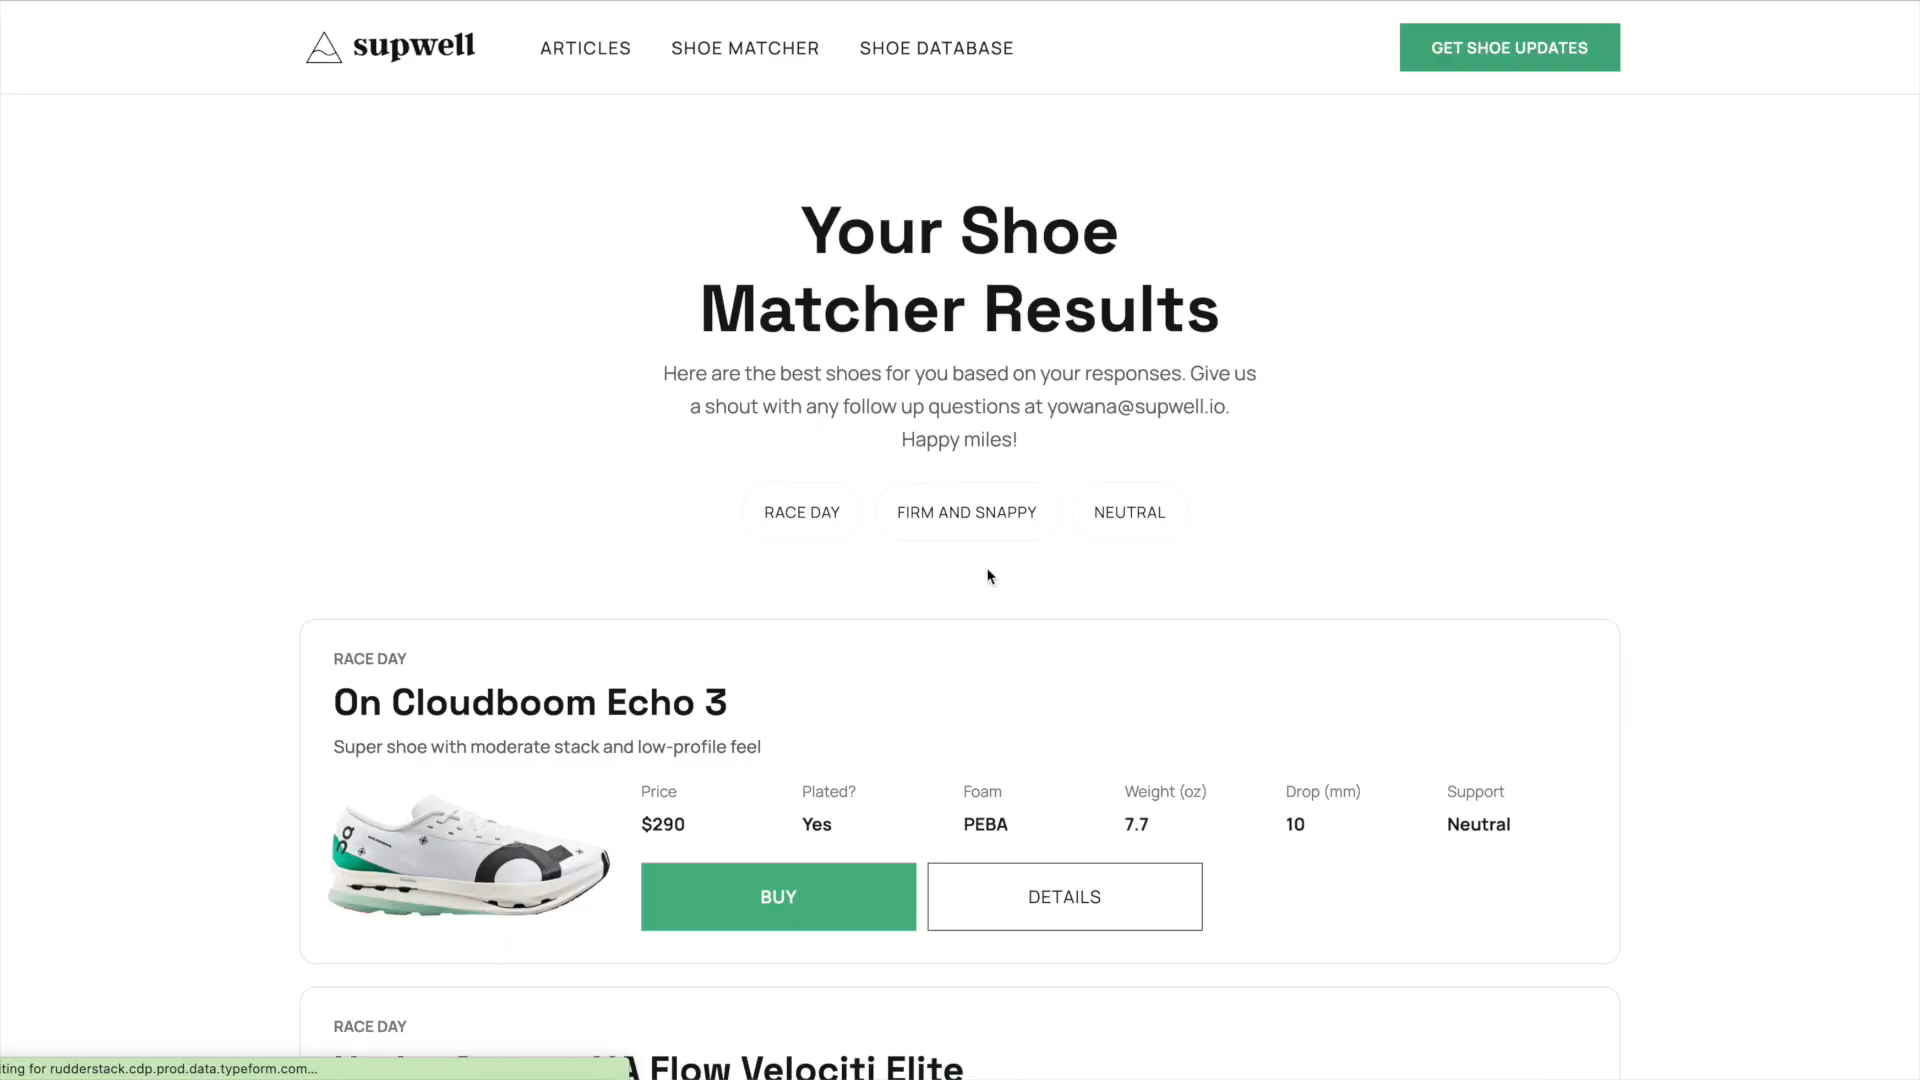 supwell
ARTICLES
SHOE MATCHER
SHOE DATABASE
GET SHOE UPDATES
Your Shoe
Matcher Results
Here are the best shoes for you based on your responses. Give us
a shout with any follow up questions at yowana@supwell.io.
Happy miles!
RACE DAY
FIRM AND SNAPPY
NEUTRAL
RACE DAY
On Cloudboom Echo 3
Super shoe with moderate stack and low-profile feel
Price
Plated?
Foam
Weight (oz)
Drop (mm)
Support
$290
Yes
PEBA
7.7
10
Neutral
BUY
DETAILS
RACE DAY
Flow Velociti Elite
iting for rudderstack.cdp.prod.data.typeform.com...